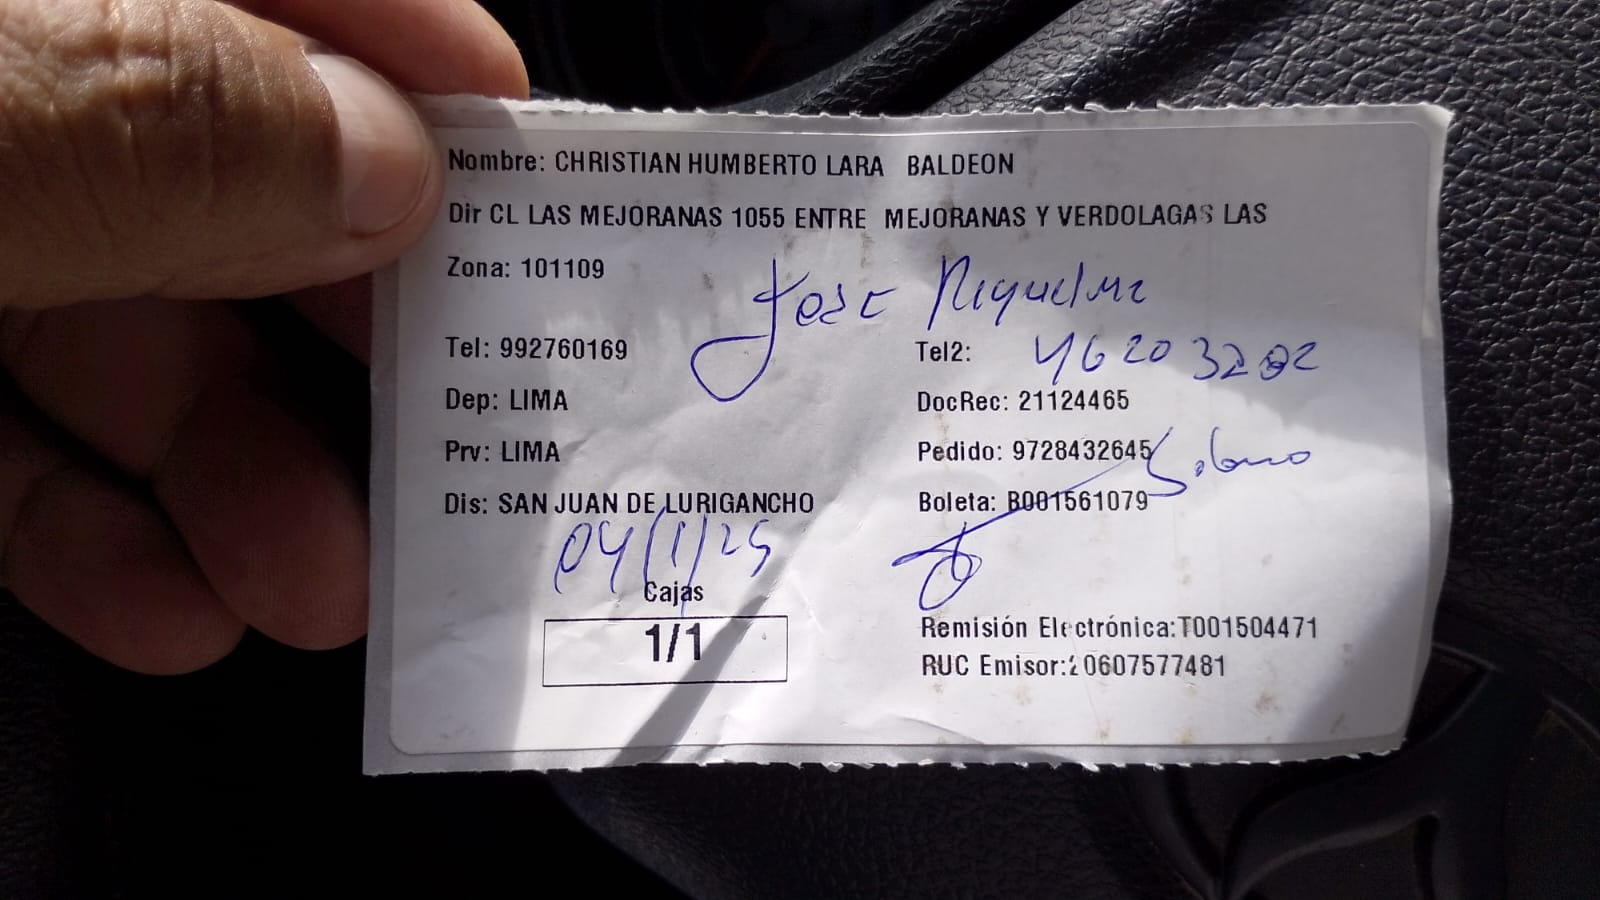 Nombre: CHRISTIAN HUMBERTO LARA BALDEON
Dir CL LAS MEJORANAS 1055 ENTRE MEJORANAS Y VERDOLAGAS LAS
Zona: 101109
Jose Riquelme
Tel: 992760169
Tel2:
Dep: LIMA
DocRec: 21124465
Prv: LIMA
Pedido: 9728432645
Dis: SAN JUAN DE LURIGANCHO
Boleta: B001561079
Cajas
1/1
Remisión Electrónica:T001504471
RUC Emisor:20607577481